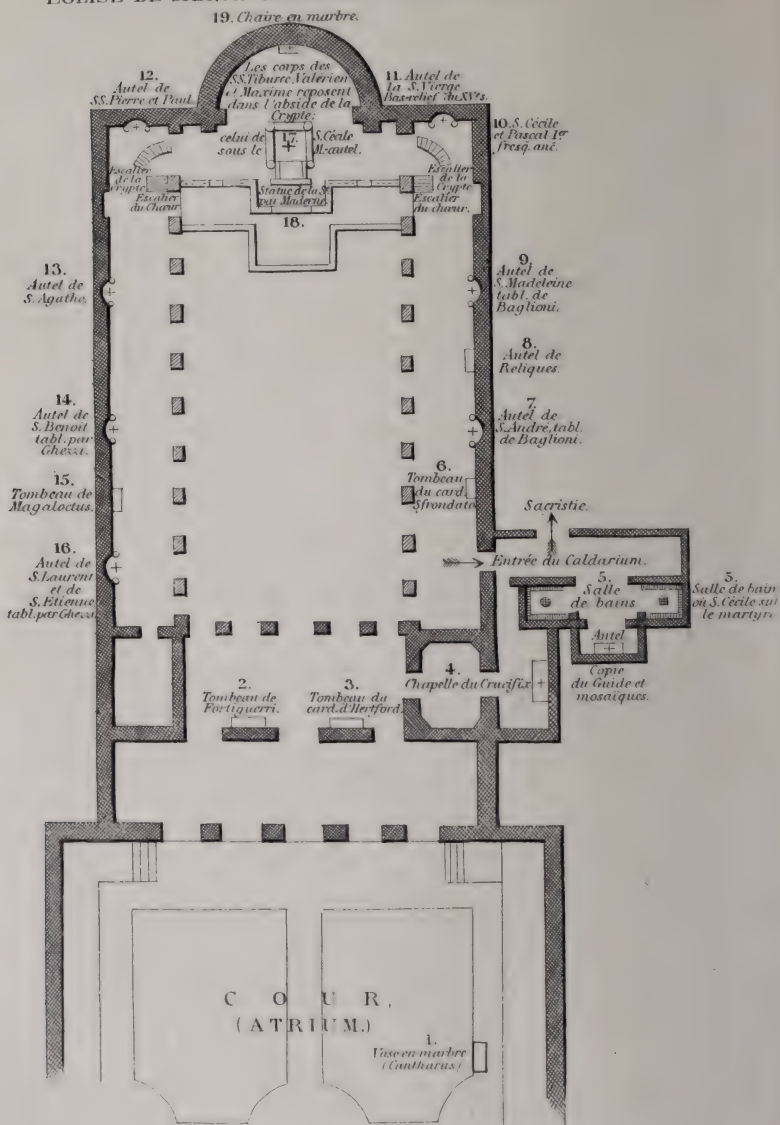 19. Chaire en marbre.
Les corps des
SS. Tiburce, Valérien
et Maxime reposent
dans l'abside de la
Crypte:
celui de
sous le
17.
S. Cécile
M.-autel.
12.
Autel de
SS. Pierre et Paul.
11. Autel de
la S. Vierge
Bas-relief du XVe s.
10. S. Cécile
et Pascal 1er
fresq. anc.
Escalier
de la
Crypte
Escalier
du Chœur
Statue de la S.
par Maderne
Escalier
de la
Crypte
Escalier
du chœur.
18.
13.
Autel de
S. Agathe.
9.
Autel de
S. Madeleine
tabl. de
Baglioni.
8.
Autel de
Reliques.
14.
Autel de
S. Benoit
tabl. par
Ghezzi.
7.
Autel de
S. André, tabl.
de Baglioni.
15.
Tombeau de
Magaloctus.
6.
Tombeau
du card.
Sfrondate
Sacristie.
16.
Autel de
S. Laurent
et de
S. Etienne
tabl. par Ghezzi.
Entrée du Caldarium.
5.
Salle
de bains
5.
Salle de bain
où S. Cécile
le martyre
Autel
Copie
du Guide et
mosaïques.
4.
Chapelle du Crucifix
2.
Tombeau de
Fortiguerri.
3.
Tombeau du
card. d'Hertford.
COUR,
(ATRIUM.)
1.
Vase en marbre
(Cantharus)